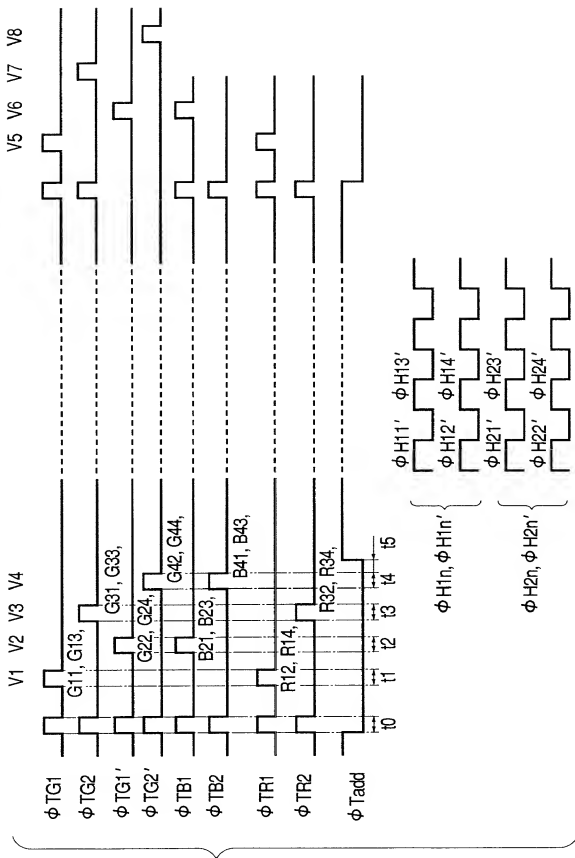 V1 V2 V3 V4 V5 V6 V7 V8
φTG1
G11, G13,
φTG2
G31, G33,
φTG1′
G22, G24,
φTG2′
G42, G44,
φTB1
B21, B23,
φTB2
B41, B43,
φTR1
R12, R14,
φTR2
R32, R34,
φTadd
t0 t1 t2 t3 t4 t5
φH1n, φH1n′
φH11′ φH13′
φH12′ φH14′
φH2n, φH2n′
φH21′ φH23′
φH22′ φH24′